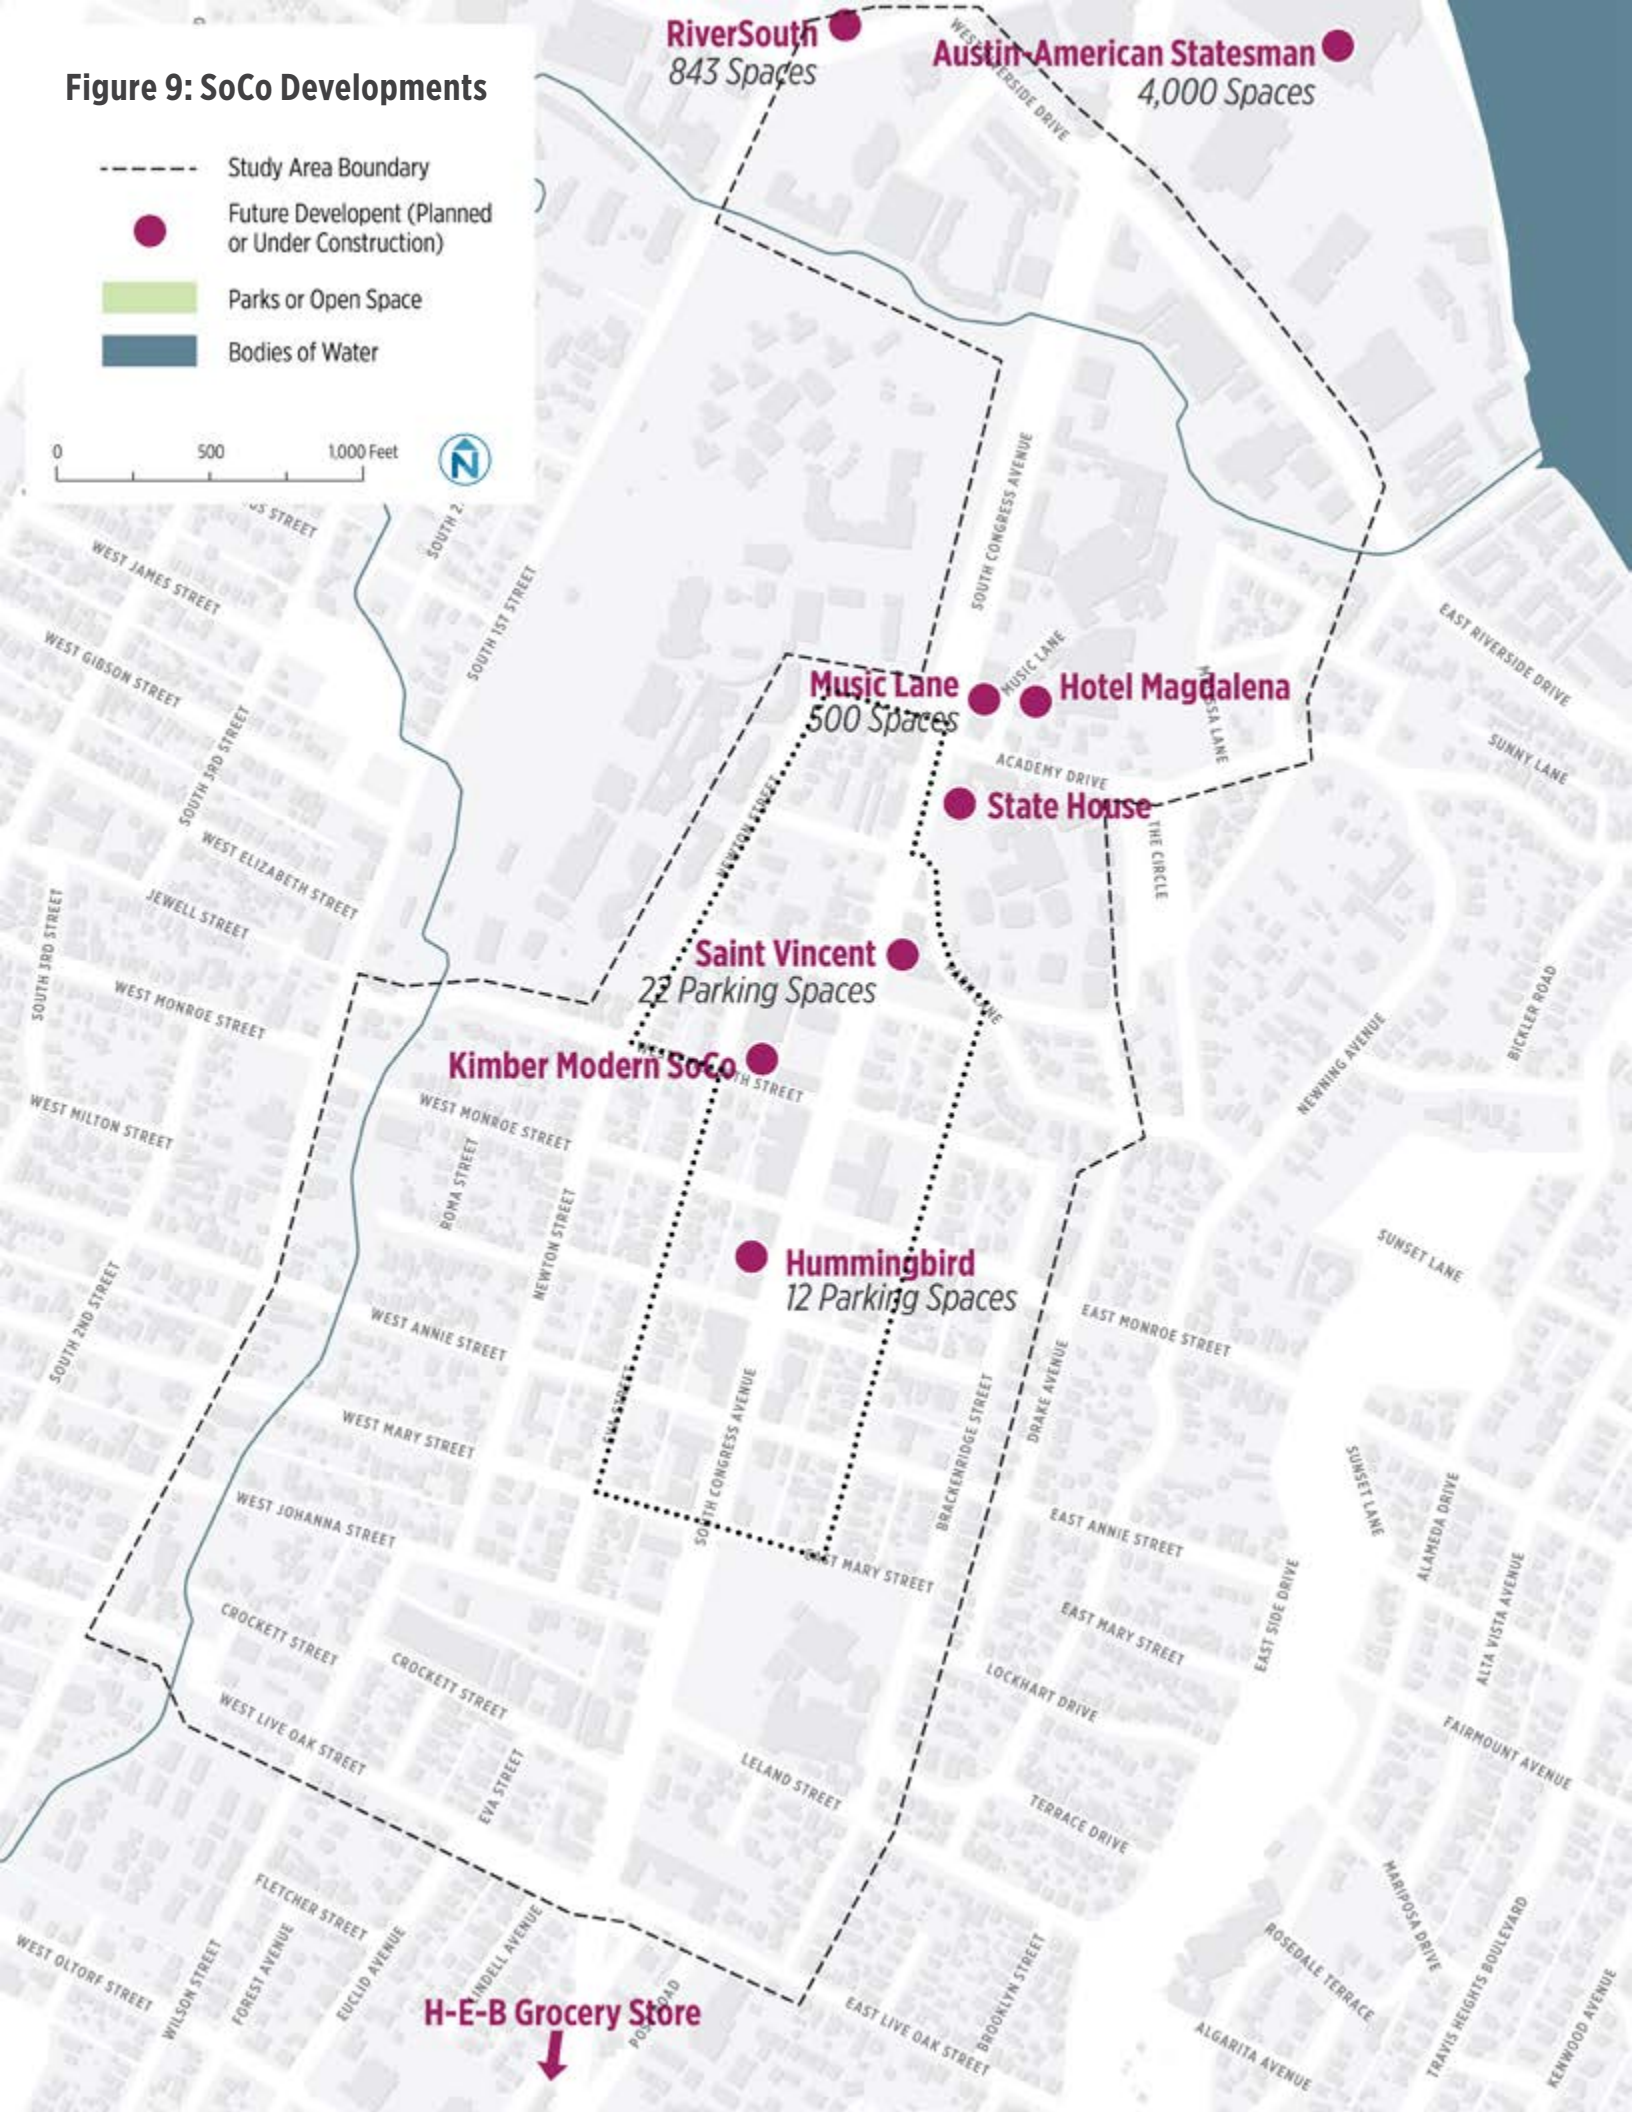 RiverSouth
843 Spaces
Austin-American Statesman
4,000 Spaces
Figure 9: SoCo Developments
Study Area Boundary
Future Developent (Planned
or Under Construction)
Parks or Open Space
Bodies of Water
0 500 1,000 Feet
N
SOUTH 2
WEST JAMES STREET
WEST GIBSON STREET
SOUTH 1ST STREET
SOUTH CONGRESS AVENUE
EAST RIVERSIDE DRIVE
MUSIC LANE
Music Lane
500 Spaces
Hotel Magdalena
SUNNY LANE
SOUTH 3RD STREET
ACADEMY DRIVE
State House
NEWTON STREET
THE CIRCLE
WEST ELIZABETH STREET
JEWELL STREET
SOUTH 3RD STREET
Saint Vincent
22 Parking Spaces
WEST MONROE STREET
BICKLER ROAD
NEWNING AVENUE
Kimber Modern SoCo
TH STREET
WEST MONROE STREET
WEST MILTON STREET
ROMA STREET
NEWTON STREET
Hummingbird
12 Parking Spaces
SUNSET LANE
SOUTH 2ND STREET
WEST ANNIE STREET
EAST MONROE STREET
DRAKE AVENUE
BRACKENRIDGE STREET
SOUTH CONGRESS AVENUE
WEST MARY STREET
SUNSET LANE
ALAMEDA DRIVE
WEST JOHANNA STREET
EAST ANNIE STREET
EAST MARY STREET
ALTA VISTA AVENUE
EAST SIDE DRIVE
CROCKETT STREET
EAST MARY STREET
CROCKETT STREET
LOCKHART DRIVE
WEST LIVE OAK STREET
FAIRMOUNT AVENUE
LELAND STREET
EVA STREET
TERRACE DRIVE
MARIPOSA DRIVE
FLETCHER STREET
WEST OLTORF STREET
WILSON STREET
FOREST AVENUE
EUCLID AVENUE
LINDELL AVENUE
H-E-B Grocery Store
EAST LIVE OAK STREET
BROOKLYN STREET
ROSEDALE TERRACE
TRAVIS HEIGHTS BOULEVARD
ALGARITA AVENUE
KENWOOD AVENUE